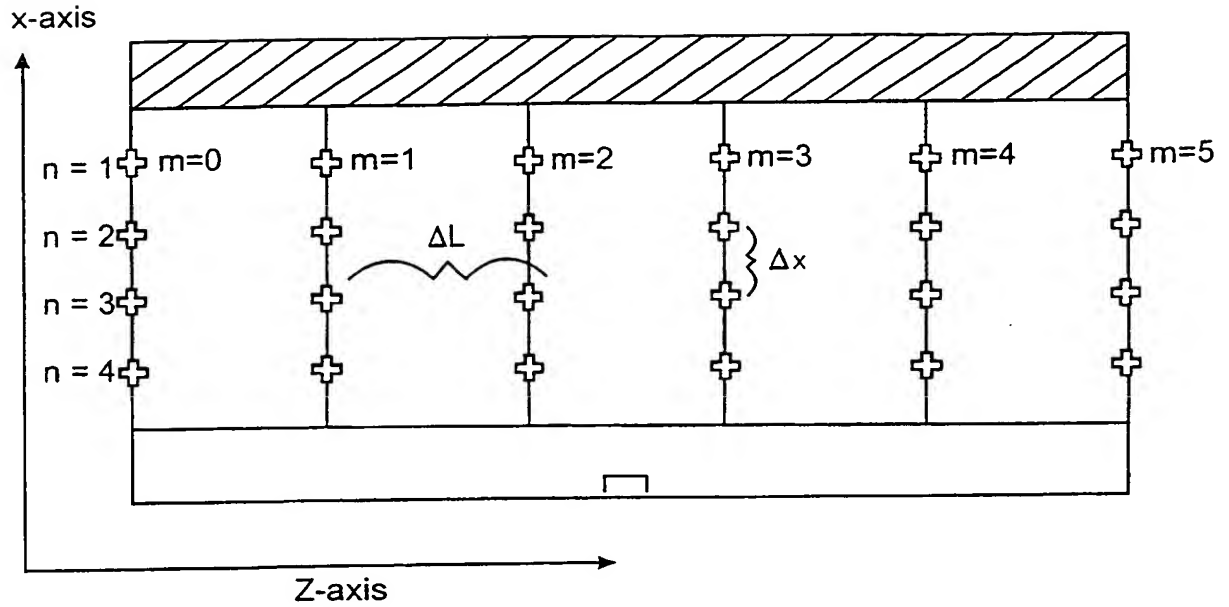 x-axis
n = 1 m=0 m=1 m=2 m=3 m=4 m=5
n = 2 ΔL Δx
n = 3
n = 4
Z-axis